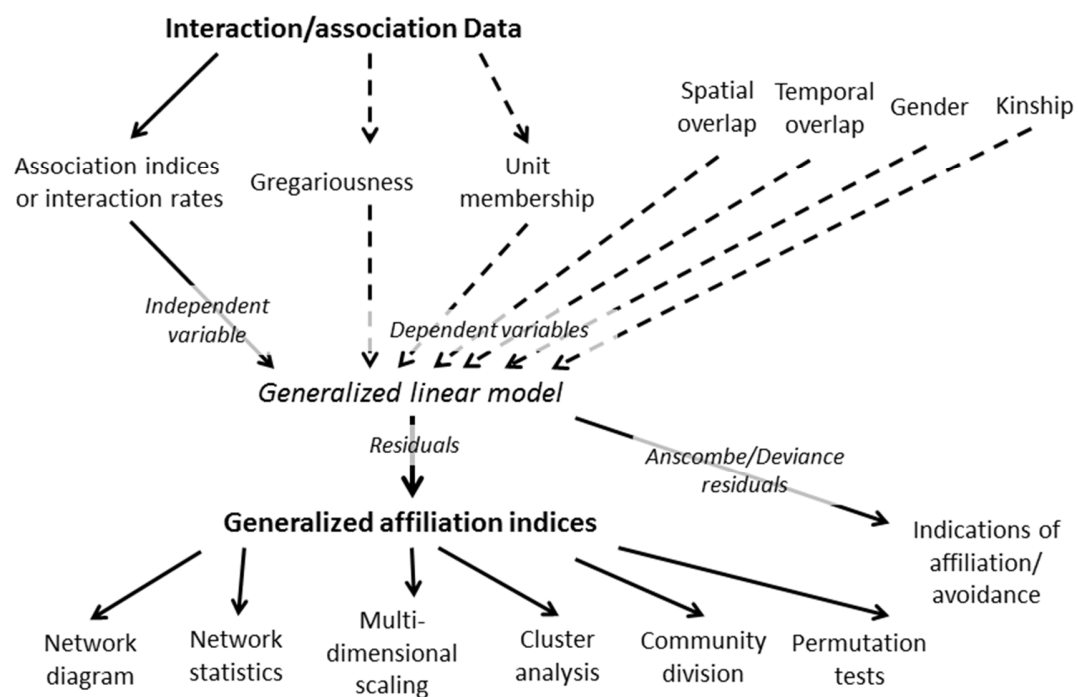 Interaction/association Data
Spatial
overlap
Temporal
overlap
Gender
Kinship
Association indices
or interaction rates
Gregariousness
Unit
membership
Independent
variable
Dependent variables
Generalized linear model
Residuals
Anscombe/Deviance
residuals
Generalized affiliation indices
Indications of
affiliation/
avoidance
Network
diagram
Network
statistics
Multi-
dimensional
scaling
Cluster
analysis
Community
division
Permutation
tests